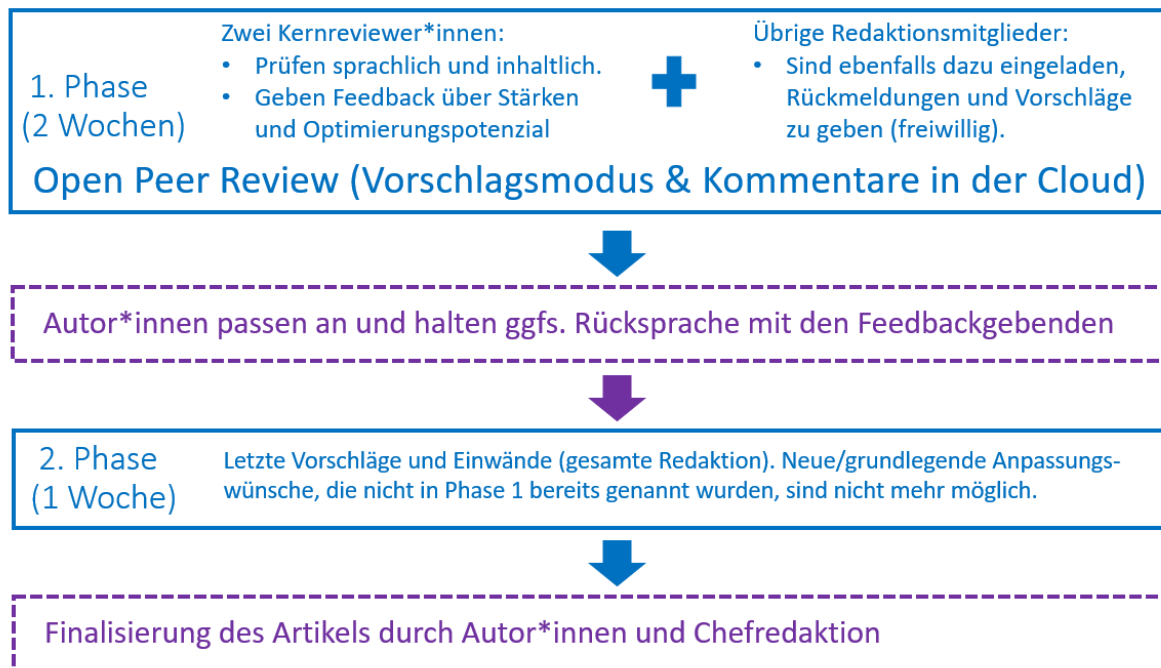 Zwei Kernreviewer*innen:
• Prüfen sprachlich und inhaltlich.
• Geben Feedback über Stärken
und Optimierungspotenzial
Übrige Redaktionsmitglieder:
• Sind ebenfalls dazu eingeladen,
Rückmeldungen und Vorschläge
zu geben (freiwillig).
1. Phase
(2 Wochen)
Open Peer Review (Vorschlagsmodus & Kommentare in der Cloud)
Autor*innen passen an und halten ggfs. Rücksprache mit den Feedbackgebenden
2. Phase
(1 Woche)
Letzte Vorschläge und Einwände (gesamte Redaktion). Neue/grundlegende Anpassungs-
wünsche, die nicht in Phase 1 bereits genannt wurden, sind nicht mehr möglich.
Finalisierung des Artikels durch Autor*innen und Chefredaktion